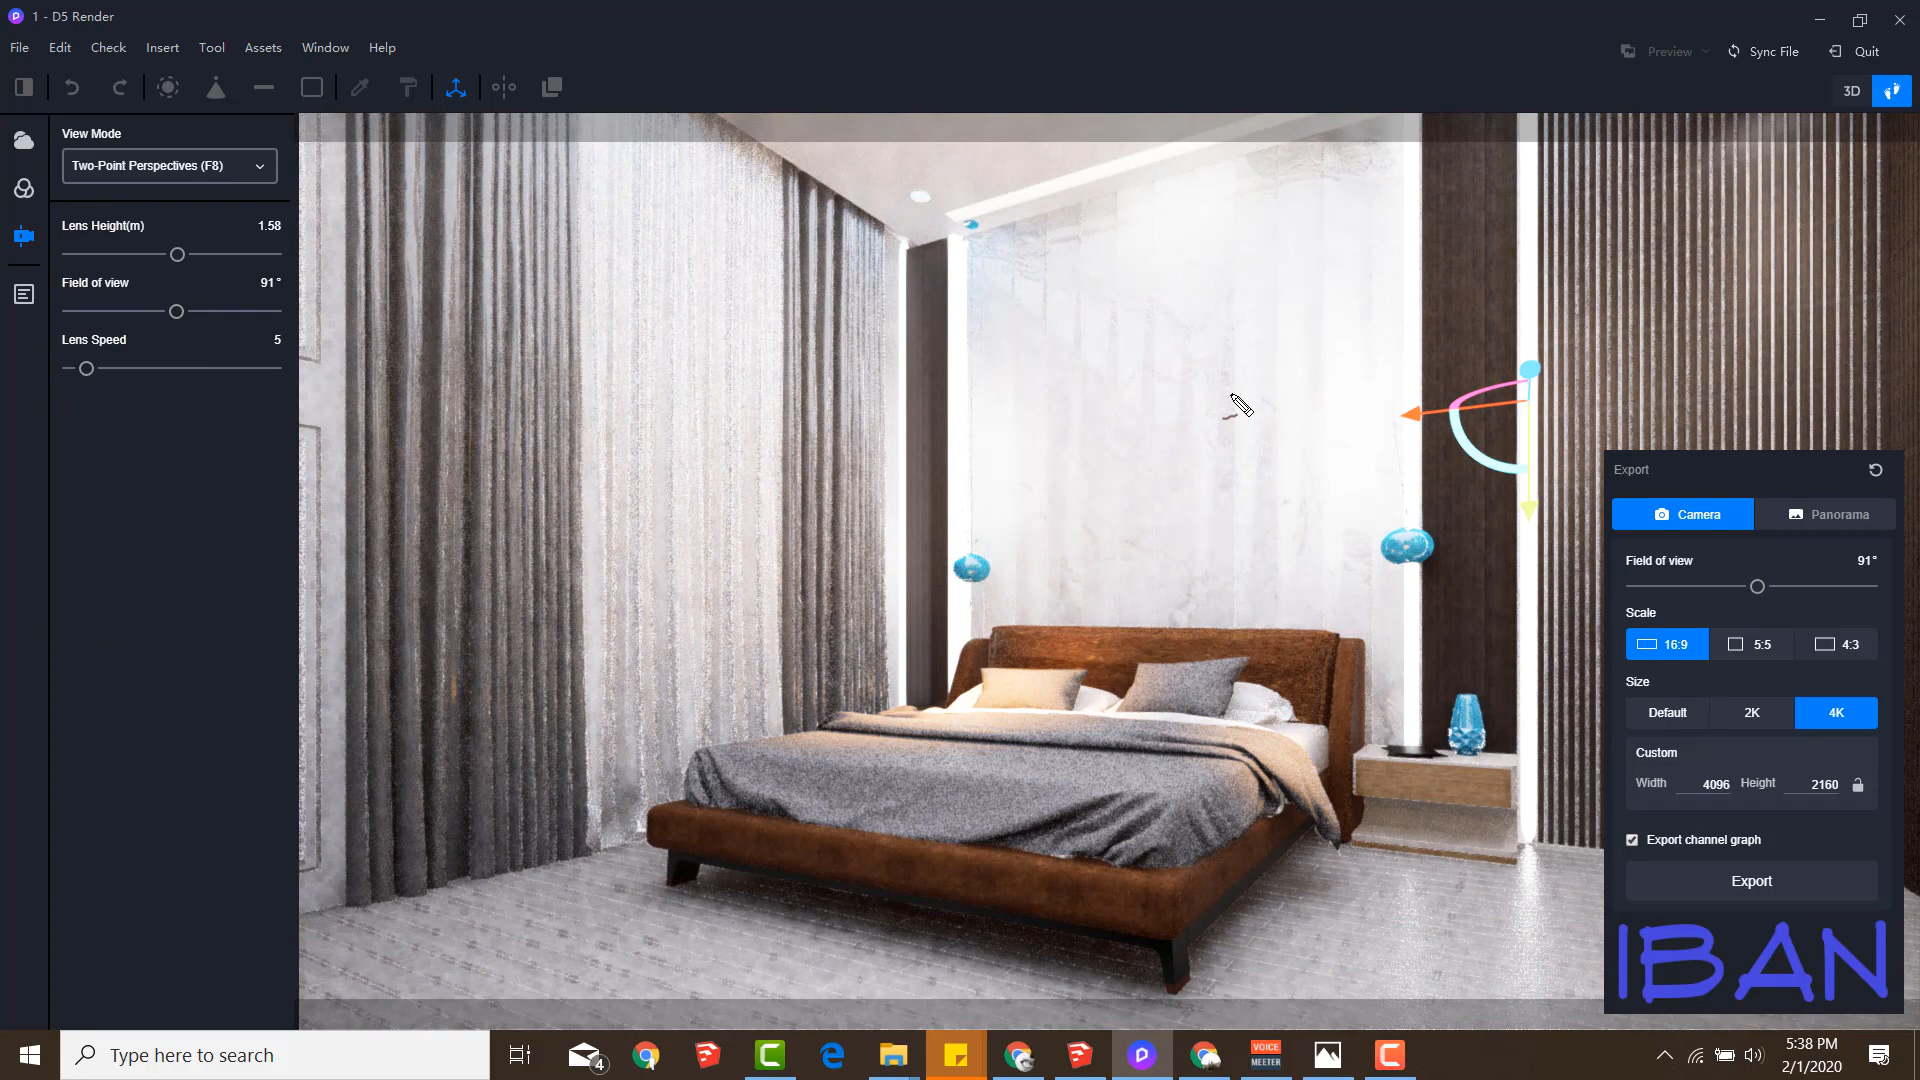 1 - D5 Render
File Edit Check Insert Tool Assets Window Help
Preview Sync File Quit
3D
View Mode
Two-Point Perspectives (F8)
Lens Height(m) 1.58
Field of view 91°
Lens Speed 5
Export
Camera Panorama
Field of view 91°
Scale
16:9 5:5 4:3
Size
Default 2K 4K
Custom
Width 4096 Height 2160
Export channel graph
Export
IBAN
Type here to search
4
VOICE
MEETER
5:38 PM
2/1/2020